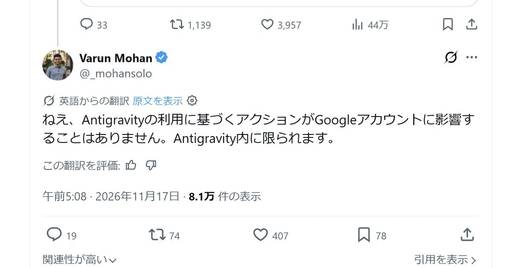 33 1,139 3,957 44万
Varun Mohan
@_mohansolo
英語からの翻訳 原文を表示
ねえ、Antigravityの利用に基づくアクションがGoogleアカウントに影響す
ることはありません。Antigravity内に限られます。
この翻訳を評価:
午前5:08 · 2026年11月17日 · 8.1万 件の表示
19 74 407 78
関連性が高い 引用を表示